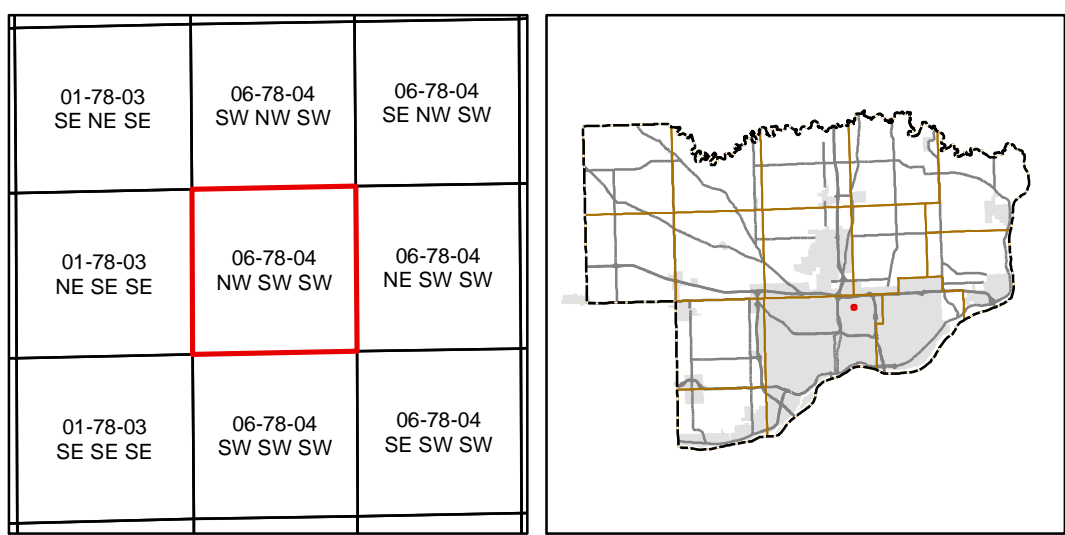 01-78-03
SE NE SE
06-78-04
SW NW SW
06-78-04
SE NW SW
01-78-03
NE SE SE
06-78-04
NW SW SW
06-78-04
NE SW SW
01-78-03
SE SE SE
06-78-04
SW SW SW
06-78-04
SE SW SW